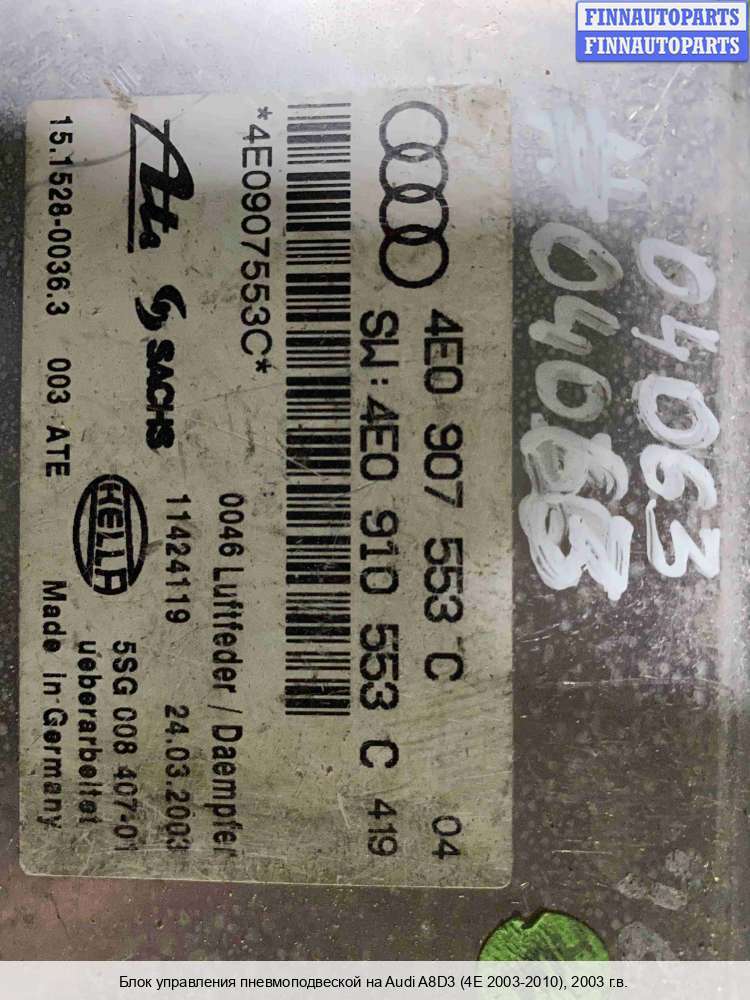 FINNAUTOPARTS
FINNAUTOPARTS
4E0 907 553 C 04
SW:4E0 910 553 C 419
*4E0907553C*
0046 Luftfeder / Daempfer
Ate SACHS 11424119 24.03.2003
HELLA 5SG 008 407-01
ueberarbeitet
15.1528-0036.3 003 ATE Made in Germany
04063
0406
Блок управления пневмоподвеской на Audi A8D3 (4E 2003-2010), 2003 г.в.